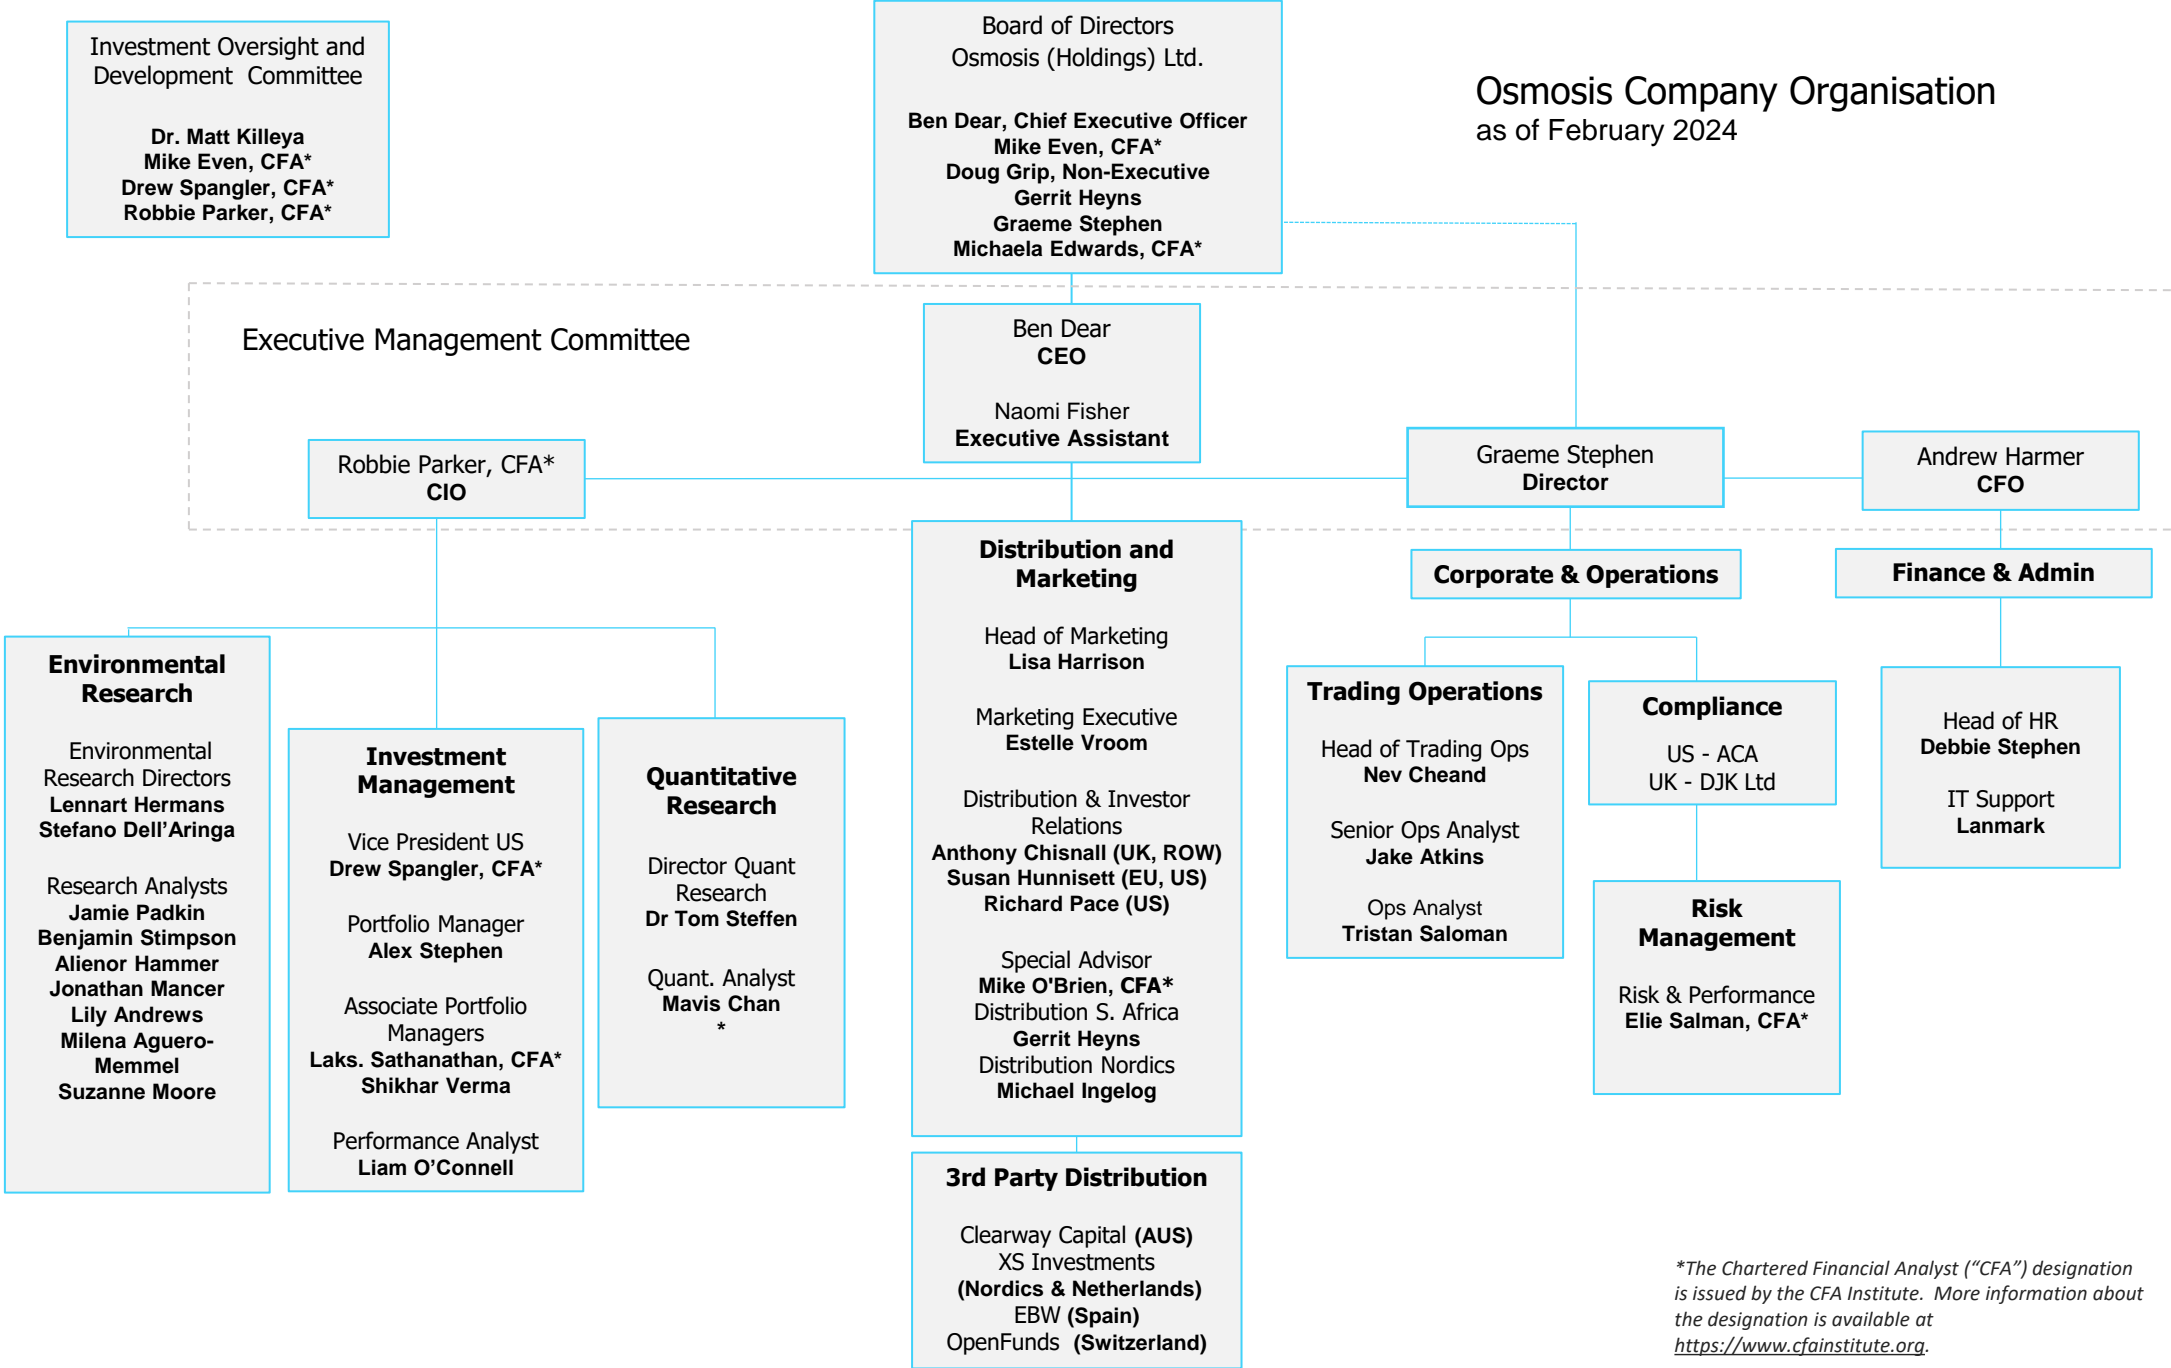 Investment Oversight and
Development Committee
Dr. Matt Killeya
Mike Even, CFA*
Drew Spangler, CFA*
Robbie Parker, CFA*
Board of Directors
Osmosis (Holdings) Ltd.
Ben Dear, Chief Executive Officer
Mike Even, CFA*
Doug Grip, Non-Executive
Gerrit Heyns
Graeme Stephen
Michaela Edwards, CFA*
Osmosis Company Organisation
as of February 2024
Executive Management Committee
Ben Dear
CEO
Naomi Fisher
Executive Assistant
Robbie Parker, CFA*
CIO
Graeme Stephen
Director
Andrew Harmer
CFO
Environmental
Research
Environmental
Research Directors
Lennart Hermans
Stefano Dell’Aringa
Research Analysts
Jamie Padkin
Benjamin Stimpson
Alienor Hammer
Jonathan Mancer
Lily Andrews
Milena Aguero-
Memmel
Suzanne Moore
Investment
Management
Vice President US
Drew Spangler, CFA*
Portfolio Manager
Alex Stephen
Associate Portfolio
Managers
Laks. Sathanathan, CFA*
Shikhar Verma
Performance Analyst
Liam O’Connell
Quantitative
Research
Director Quant
Research
Dr Tom Steffen
Quant. Analyst
Mavis Chan
*
Distribution and
Marketing
Head of Marketing
Lisa Harrison
Marketing Executive
Estelle Vroom
Distribution & Investor
Relations
Anthony Chisnall (UK, ROW)
Susan Hunnisett (EU, US)
Richard Pace (US)
Special Advisor
Mike O'Brien, CFA*
Distribution S. Africa
Gerrit Heyns
Distribution Nordics
Michael Ingelog
3rd Party Distribution
Clearway Capital (AUS)
XS Investments
(Nordics & Netherlands)
EBW (Spain)
OpenFunds (Switzerland)
Corporate & Operations
Trading Operations
Head of Trading Ops
Nev Cheand
Senior Ops Analyst
Jake Atkins
Ops Analyst
Tristan Saloman
Compliance
US - ACA
UK - DJK Ltd
Risk
Management
Risk & Performance
Elie Salman, CFA*
Finance & Admin
Head of HR
Debbie Stephen
IT Support
Lanmark
*The Chartered Financial Analyst (“CFA”) designation
is issued by the CFA Institute. More information about
the designation is available at
https://www.cfainstitute.org.